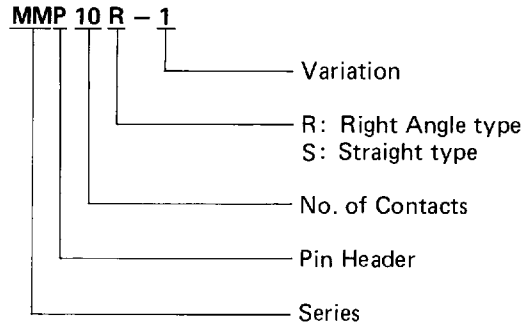 MMP 10 R - 1
Variation
R: Right Angle type
S: Straight type
No. of Contacts
Pin Header
Series